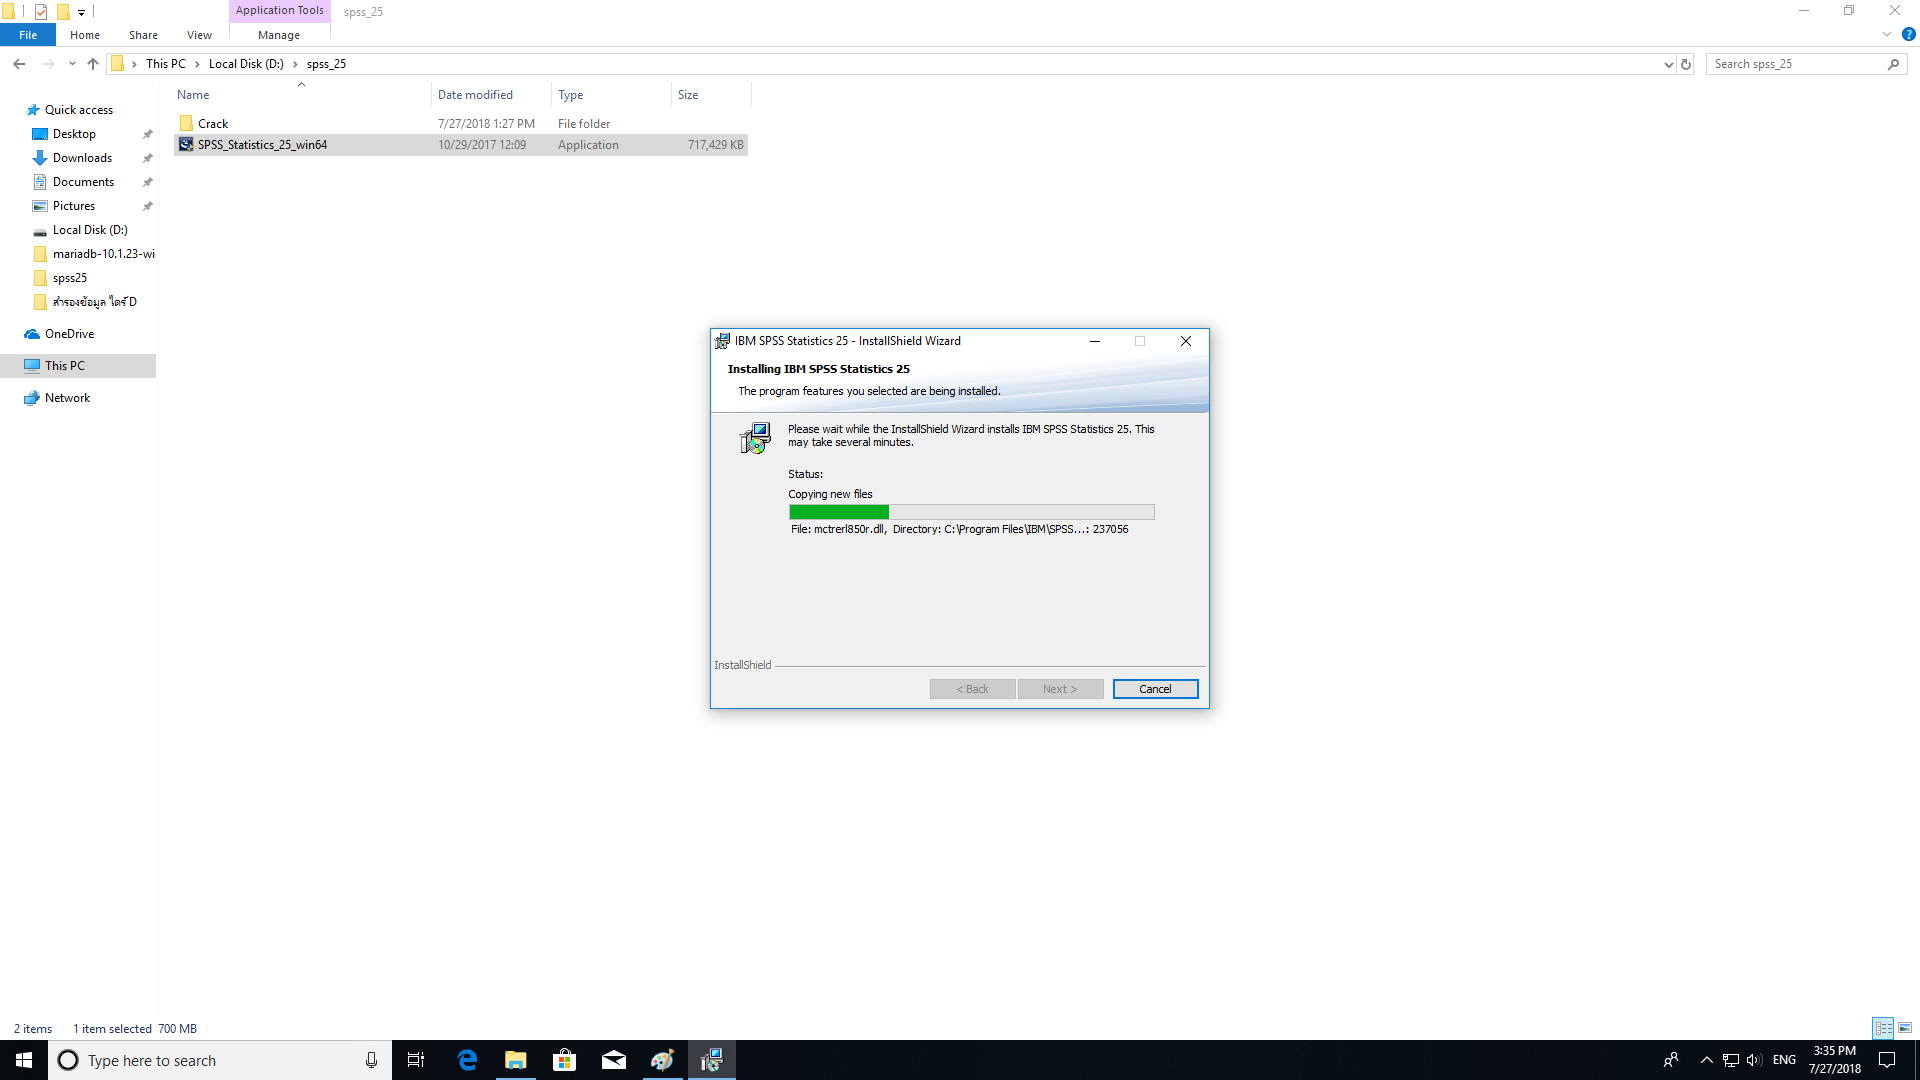 Application Tools
spss_25
File
Home
Share
View
Manage
This PC
Local Disk (D:)
spss_25
Search spss_25
Name
Date modified
Type
Size
Quick access
Desktop
Downloads
Documents
Pictures
Local Disk (D:)
mariadb-10.1.23-wi
spss25
สำรองข้อมูล ไดร์ D
OneDrive
This PC
Network
Crack 7/27/2018 1:27 PM File folder
SPSS_Statistics_25_win64 10/29/2017 12:09 Application 717,429 KB
IBM SPSS Statistics 25 - InstallShield Wizard
Installing IBM SPSS Statistics 25
The program features you selected are being installed.
Please wait while the InstallShield Wizard installs IBM SPSS Statistics 25. This
may take several minutes.
Status:
Copying new files
File: mctrerl850r.dll, Directory: C:\Program Files\IBM\SPSS...: 237056
InstallShield
< Back
Next >
Cancel
2 items
1 item selected 700 MB
Type here to search
ENG
3:35 PM
7/27/2018